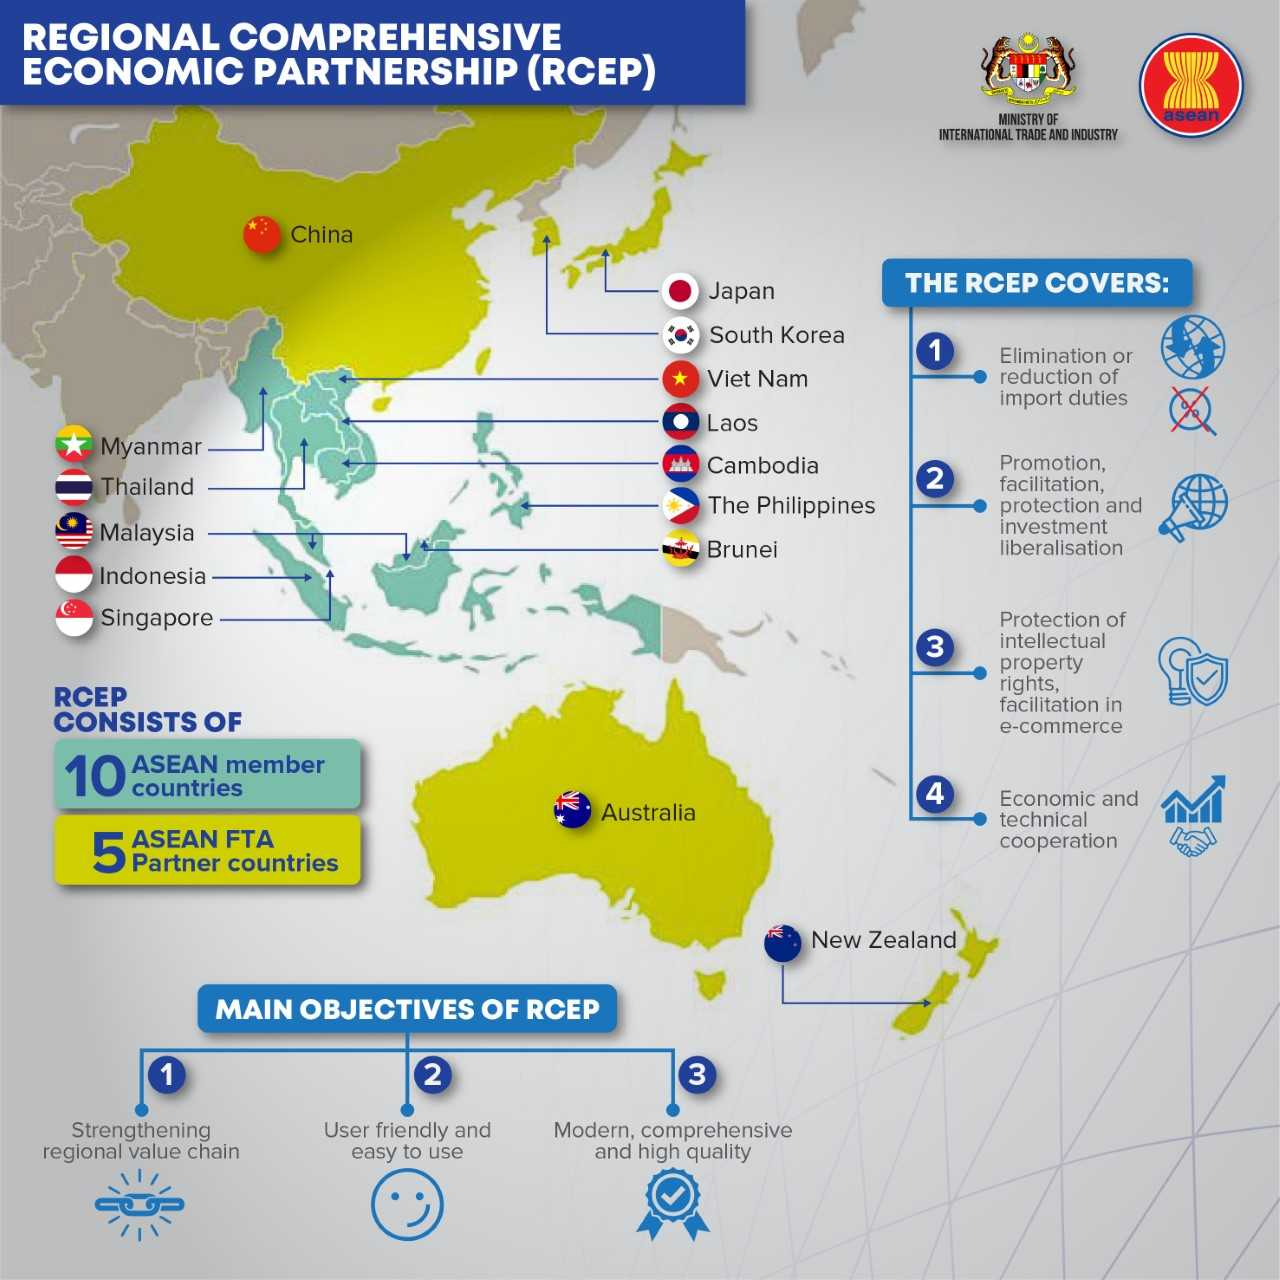 REGIONAL COMPREHENSIVE
ECONOMIC PARTNERSHIP (RCEP)
MINISTRY OF
INTERNATIONAL TRADE AND INDUSTRY
asean
China
Japan
South Korea
Viet Nam
Laos
Cambodia
The Philippines
Brunei
Myanmar
Thailand
Malaysia
Indonesia
Singapore
THE RCEP COVERS:
1
Elimination or
reduction of
import duties
%
2
Promotion,
facilitation,
protection and
investment
liberalisation
3
Protection of
intellectual
property
rights,
facilitation in
e-commerce
4
Economic and
technical
cooperation
RCEP
CONSISTS OF
10 ASEAN member
countries
5 ASEAN FTA
Partner countries
Australia
New Zealand
MAIN OBJECTIVES OF RCEP
1
Strengthening
regional value chain
2
User friendly and
easy to use
3
Modern, comprehensive
and high quality